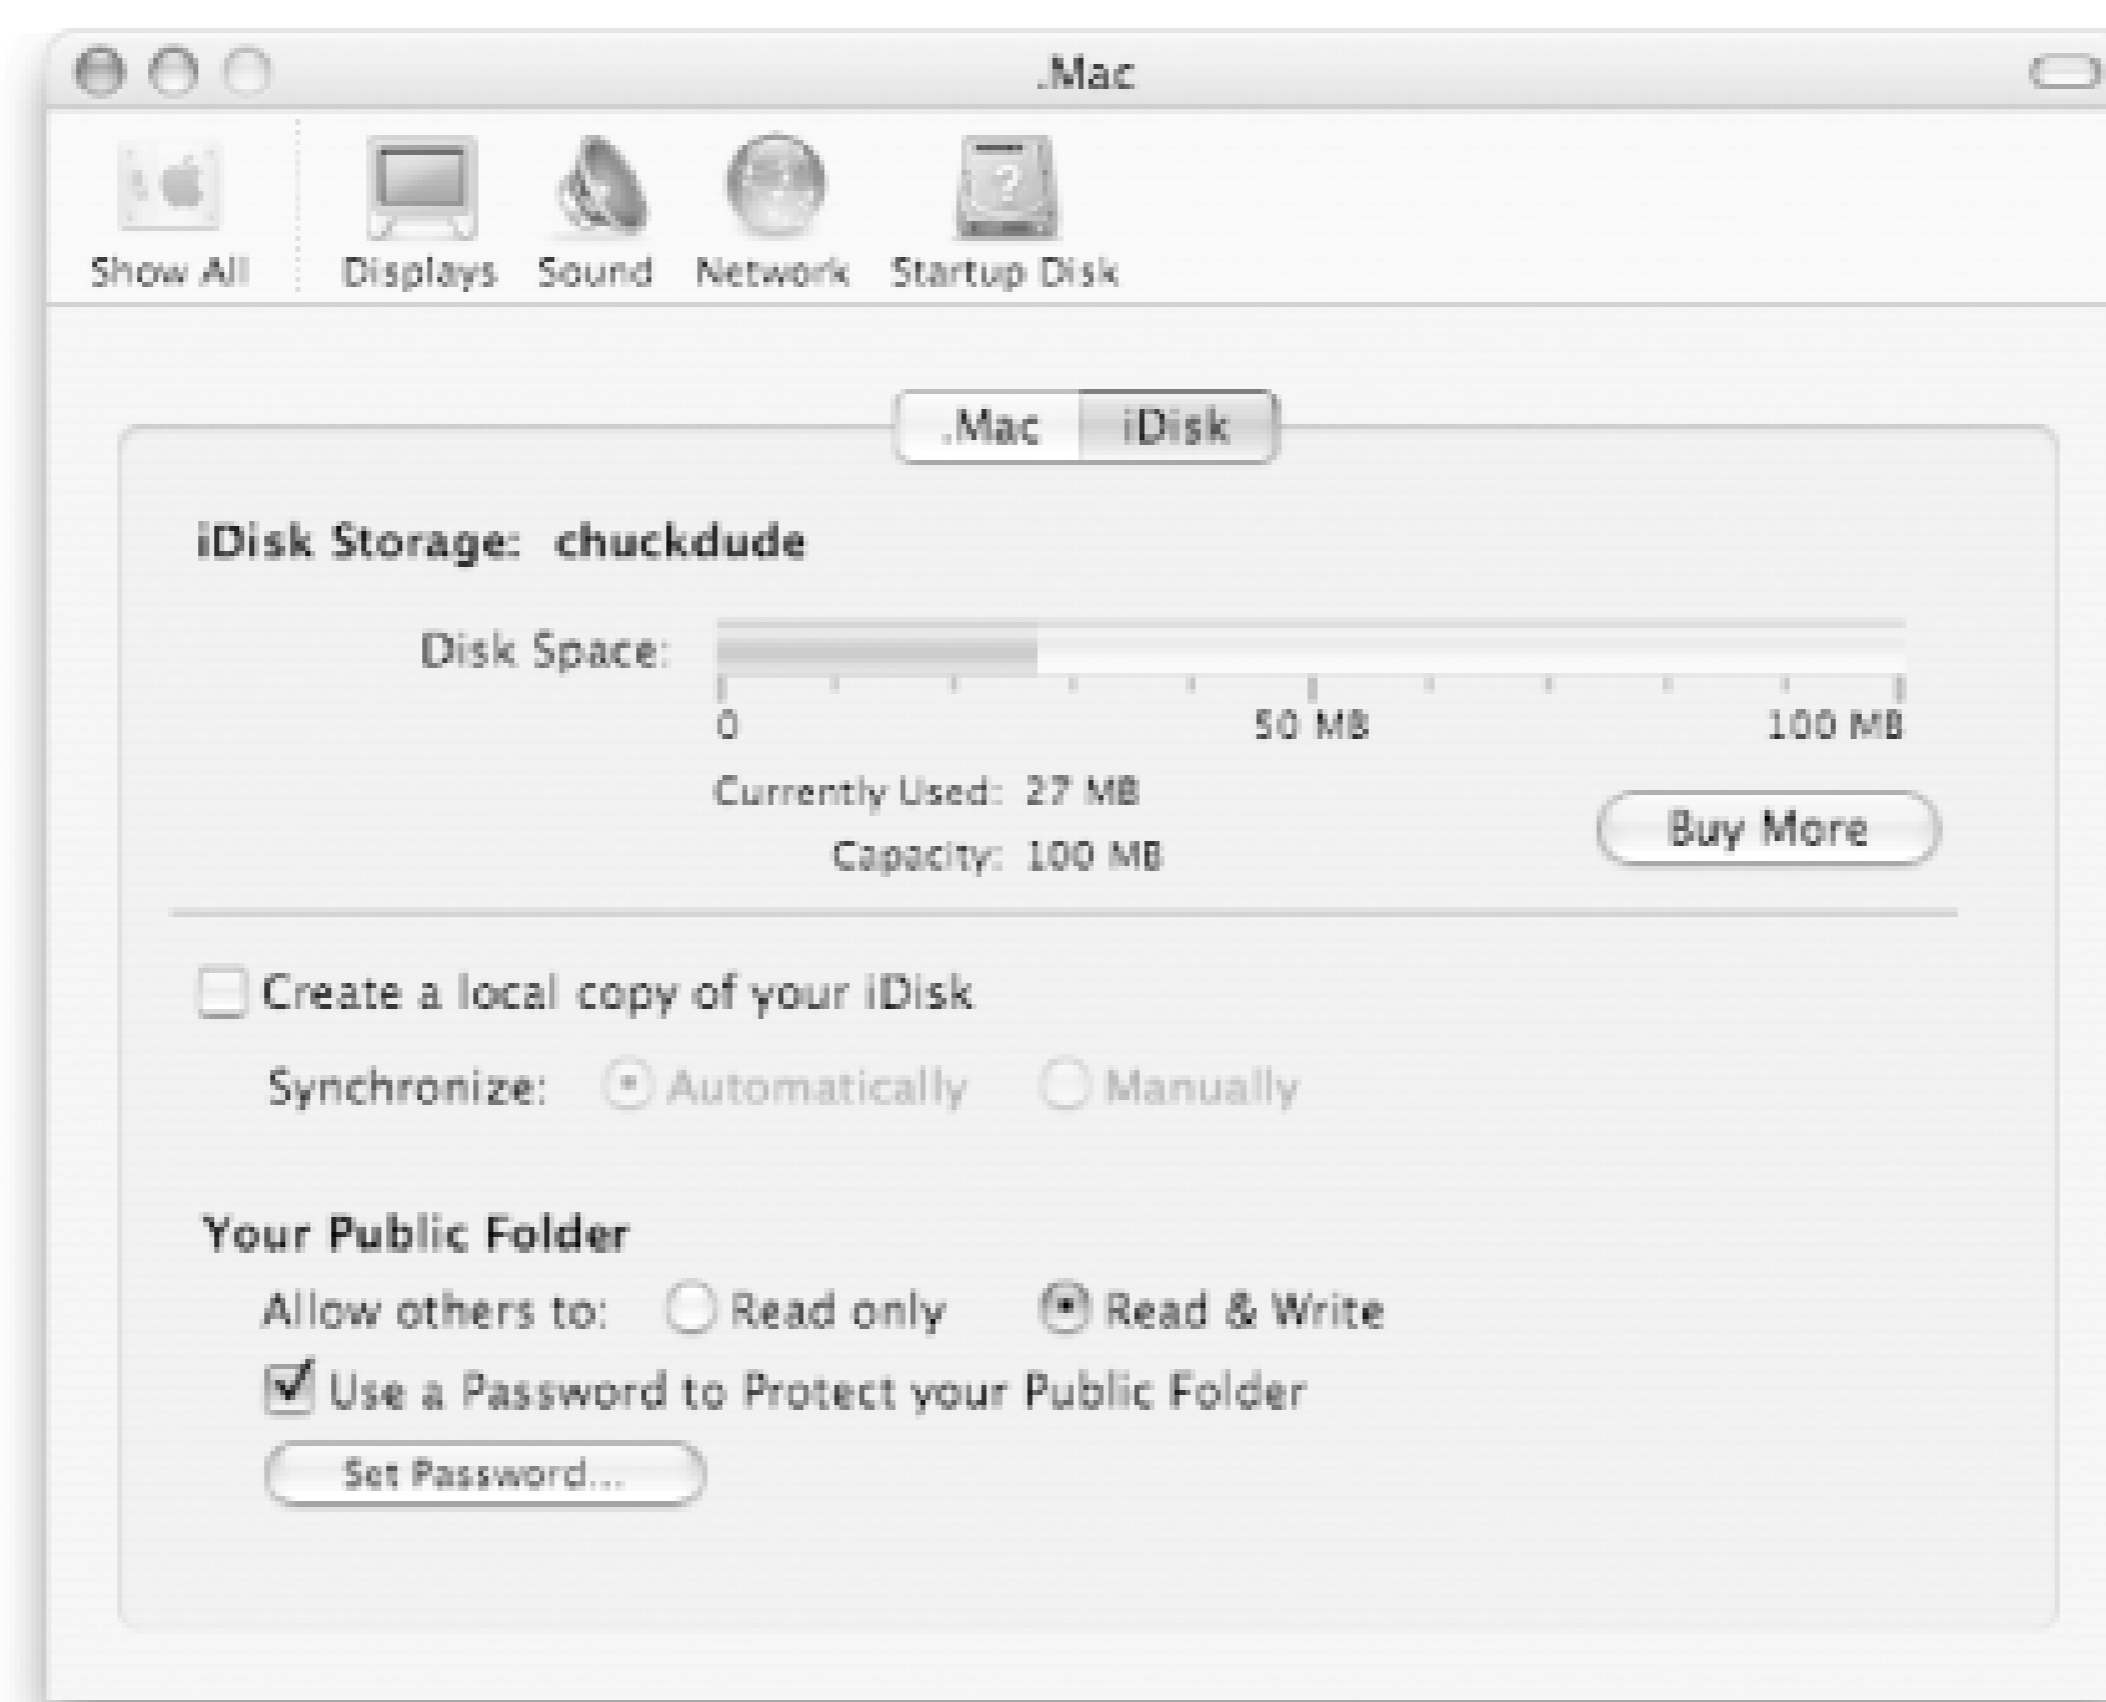 .Mac
Show All Displays Sound Network Startup Disk
.Mac iDisk
iDisk Storage: chuckdude
Disk Space:
0 50 MB 100 MB
Currently Used: 27 MB
Capacity: 100 MB
Buy More
Create a local copy of your iDisk
Synchronize: Automatically Manually
Your Public Folder
Allow others to: Read only Read & Write
Use a Password to Protect your Public Folder
Set Password...